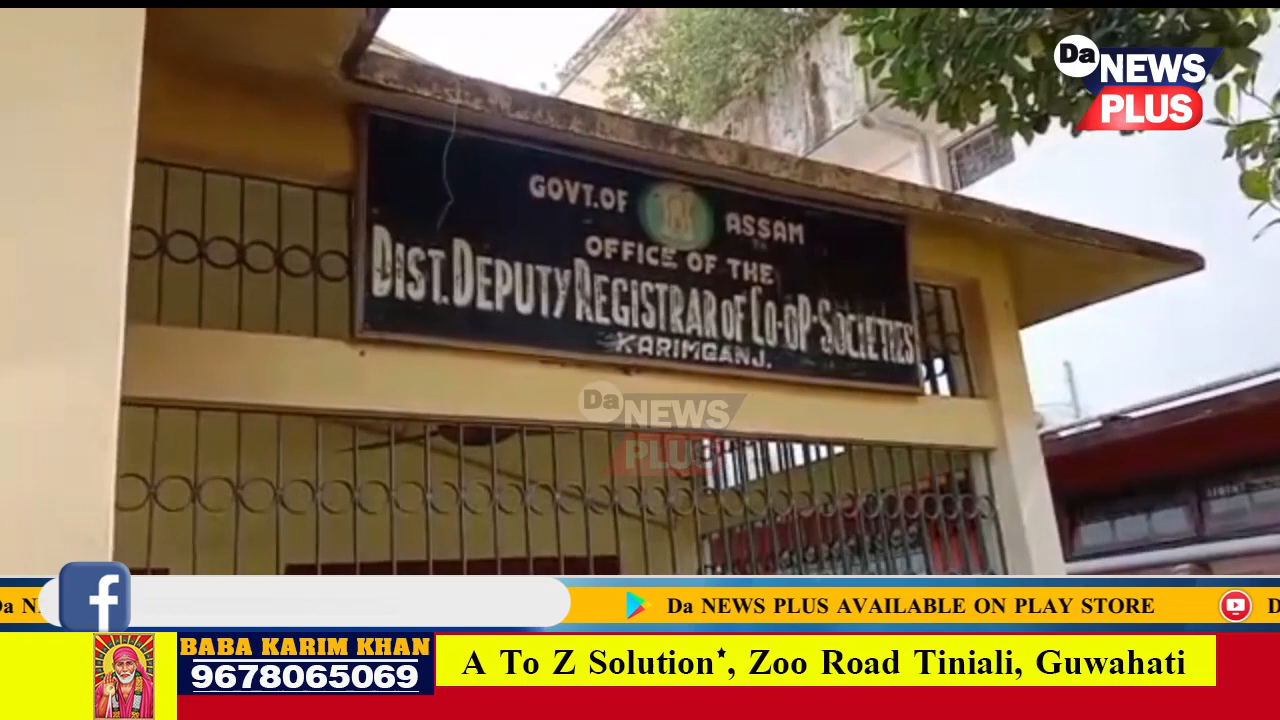 Da NEWS
PLUS
GOVT. OF ASSAM
OFFICE OF THE
DIST. DEPUTY REGISTRAR OF CO-OP-SOCIETIES
KARIMGANJ.
Da NEWS
PLUS
Da N
Da NEWS PLUS AVAILABLE ON PLAY STORE
D
BABA KARIM KHAN
9678065069
A To Z Solution*, Zoo Road Tiniali, Guwahati